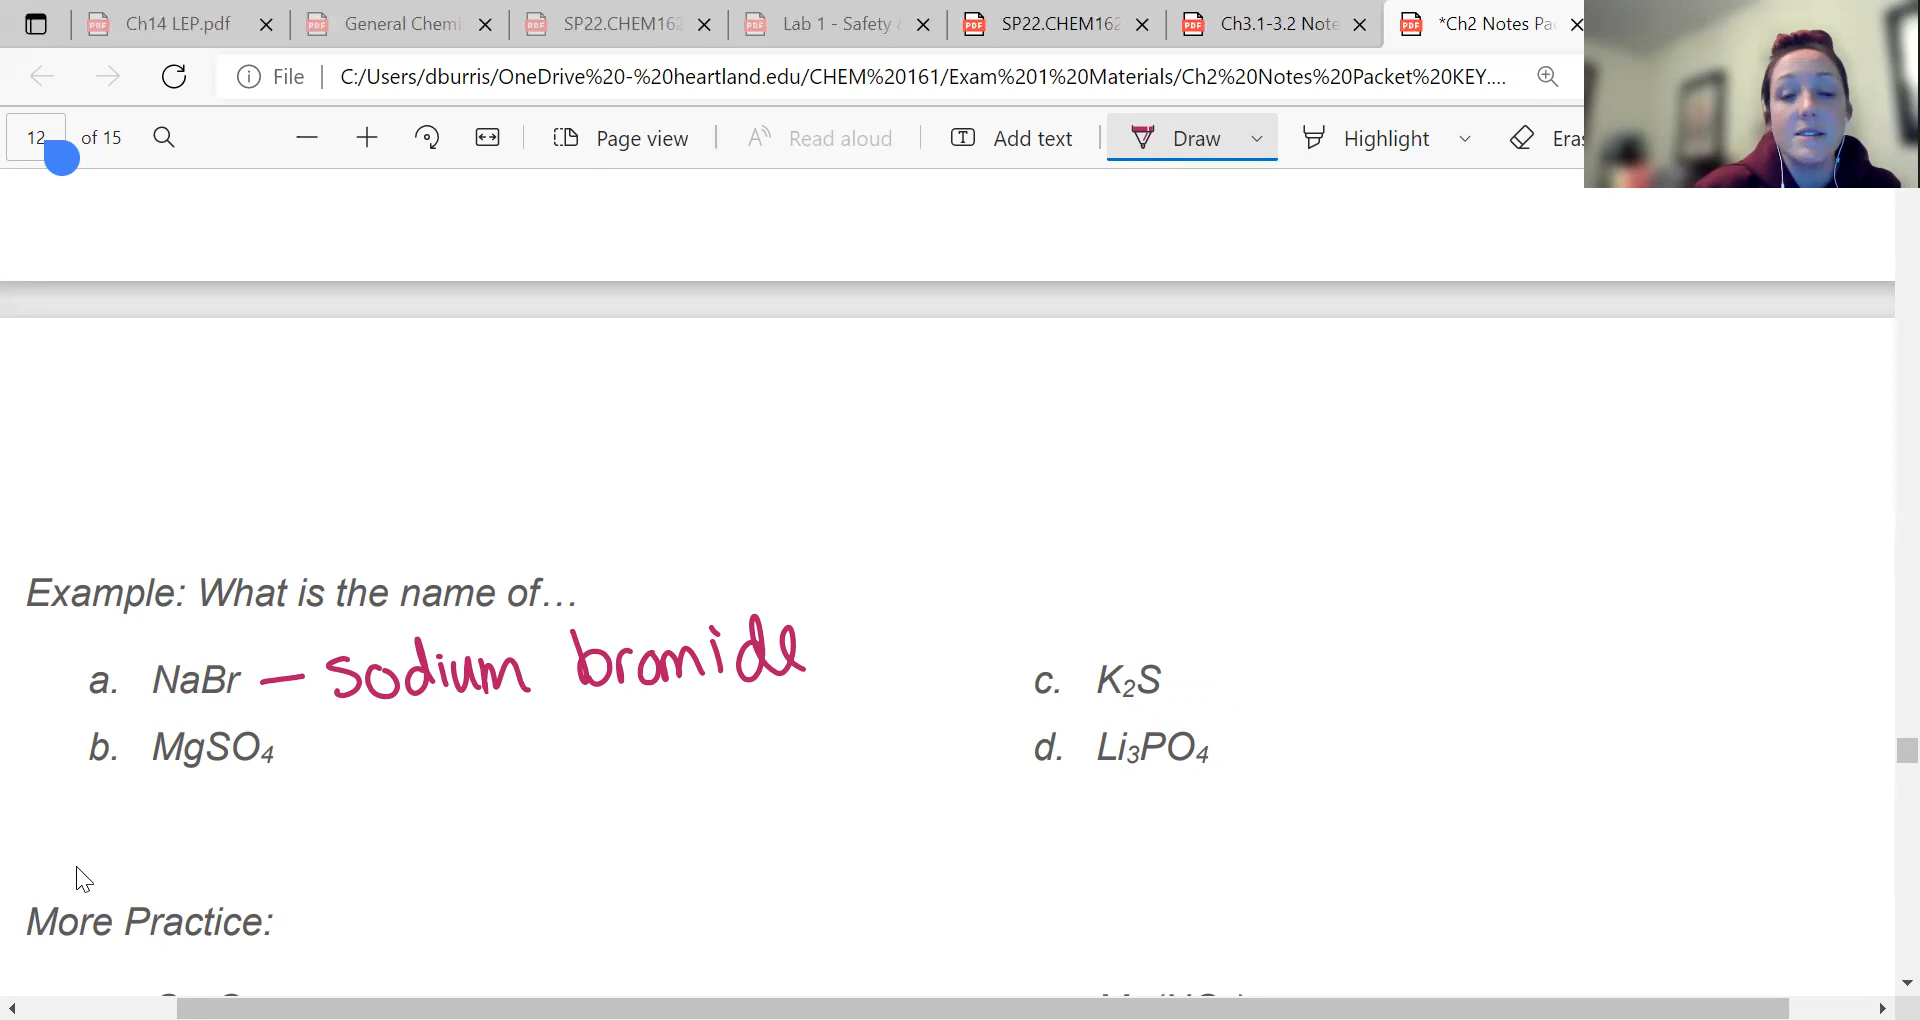 Ch14 LEP.pdf
General Chemi
SP22.CHEM162
Lab 1 - Safety &
SP22.CHEM162
Ch3.1-3.2 Note
*Ch2 Notes Pa
File
C:/Users/dburris/OneDrive%20-%20heartland.edu/CHEM%20161/Exam%201%20Materials/Ch2%20Notes%20Packet%20KEY....
12 of 15
Page view
Read aloud
Add text
Draw
Highlight
Eras
Example: What is the name of…
a. NaBr — sodium bromide
c. K₂S
b. MgSO₄
d. Li₃PO₄
More Practice: